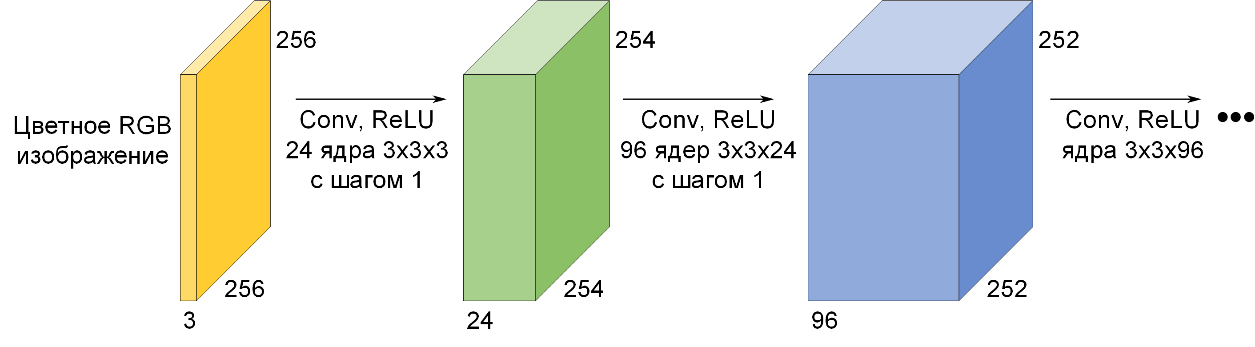 Цветное RGB
изображение
256
256
3
Conv, ReLU
24 ядра 3x3x3
с шагом 1
254
254
24
Conv, ReLU
96 ядер 3x3x24
с шагом 1
252
252
96
Conv, ReLU
ядра 3x3x96